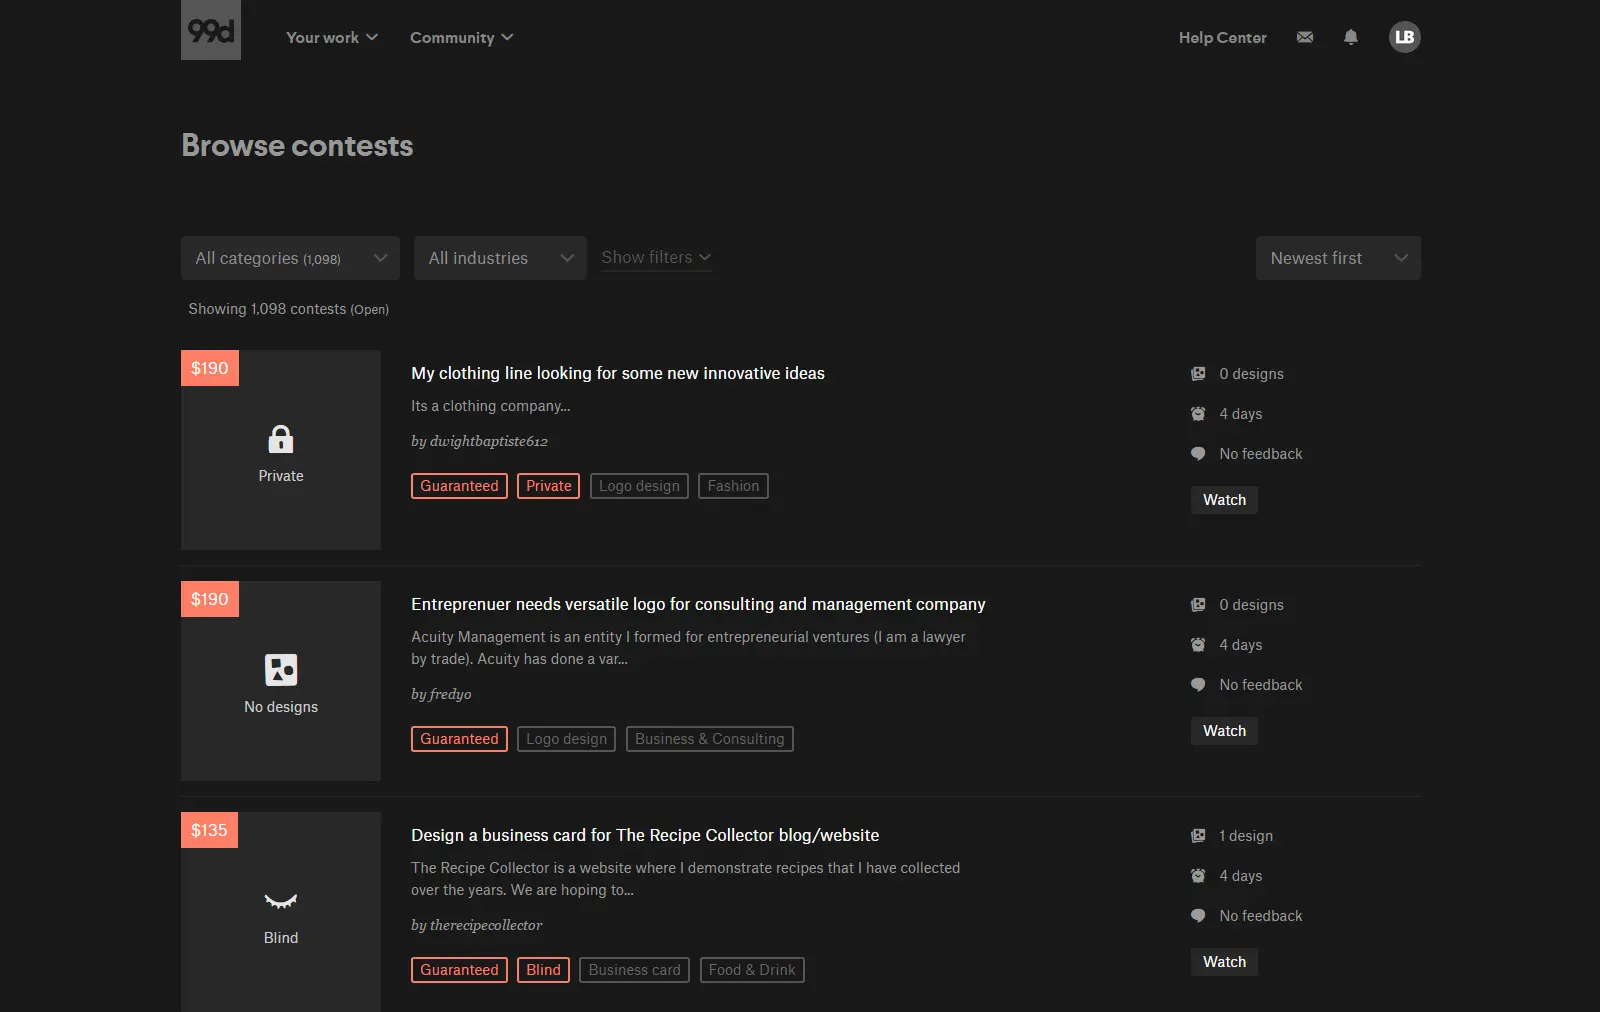 99d
Your work
Community
Help Center
LB
Browse contests
All categories (1,098)
All industries
Show filters
Newest first
Showing 1,098 contests (Open)
$190
Private
My clothing line looking for some new innovative ideas
Its a clothing company...
by dwightbaptiste612
Guaranteed
Private
Logo design
Fashion
0 designs
4 days
No feedback
Watch
$190
No designs
Entreprenuer needs versatile logo for consulting and management company
Acuity Management is an entity I formed for entrepreneurial ventures (I am a lawyer
by trade). Acuity has done a var...
by fredyo
Guaranteed
Logo design
Business & Consulting
0 designs
4 days
No feedback
Watch
$135
Blind
Design a business card for The Recipe Collector blog/website
The Recipe Collector is a website where I demonstrate recipes that I have collected
over the years. We are hoping to...
by therecipecollector
Guaranteed
Blind
Business card
Food & Drink
1 design
4 days
No feedback
Watch